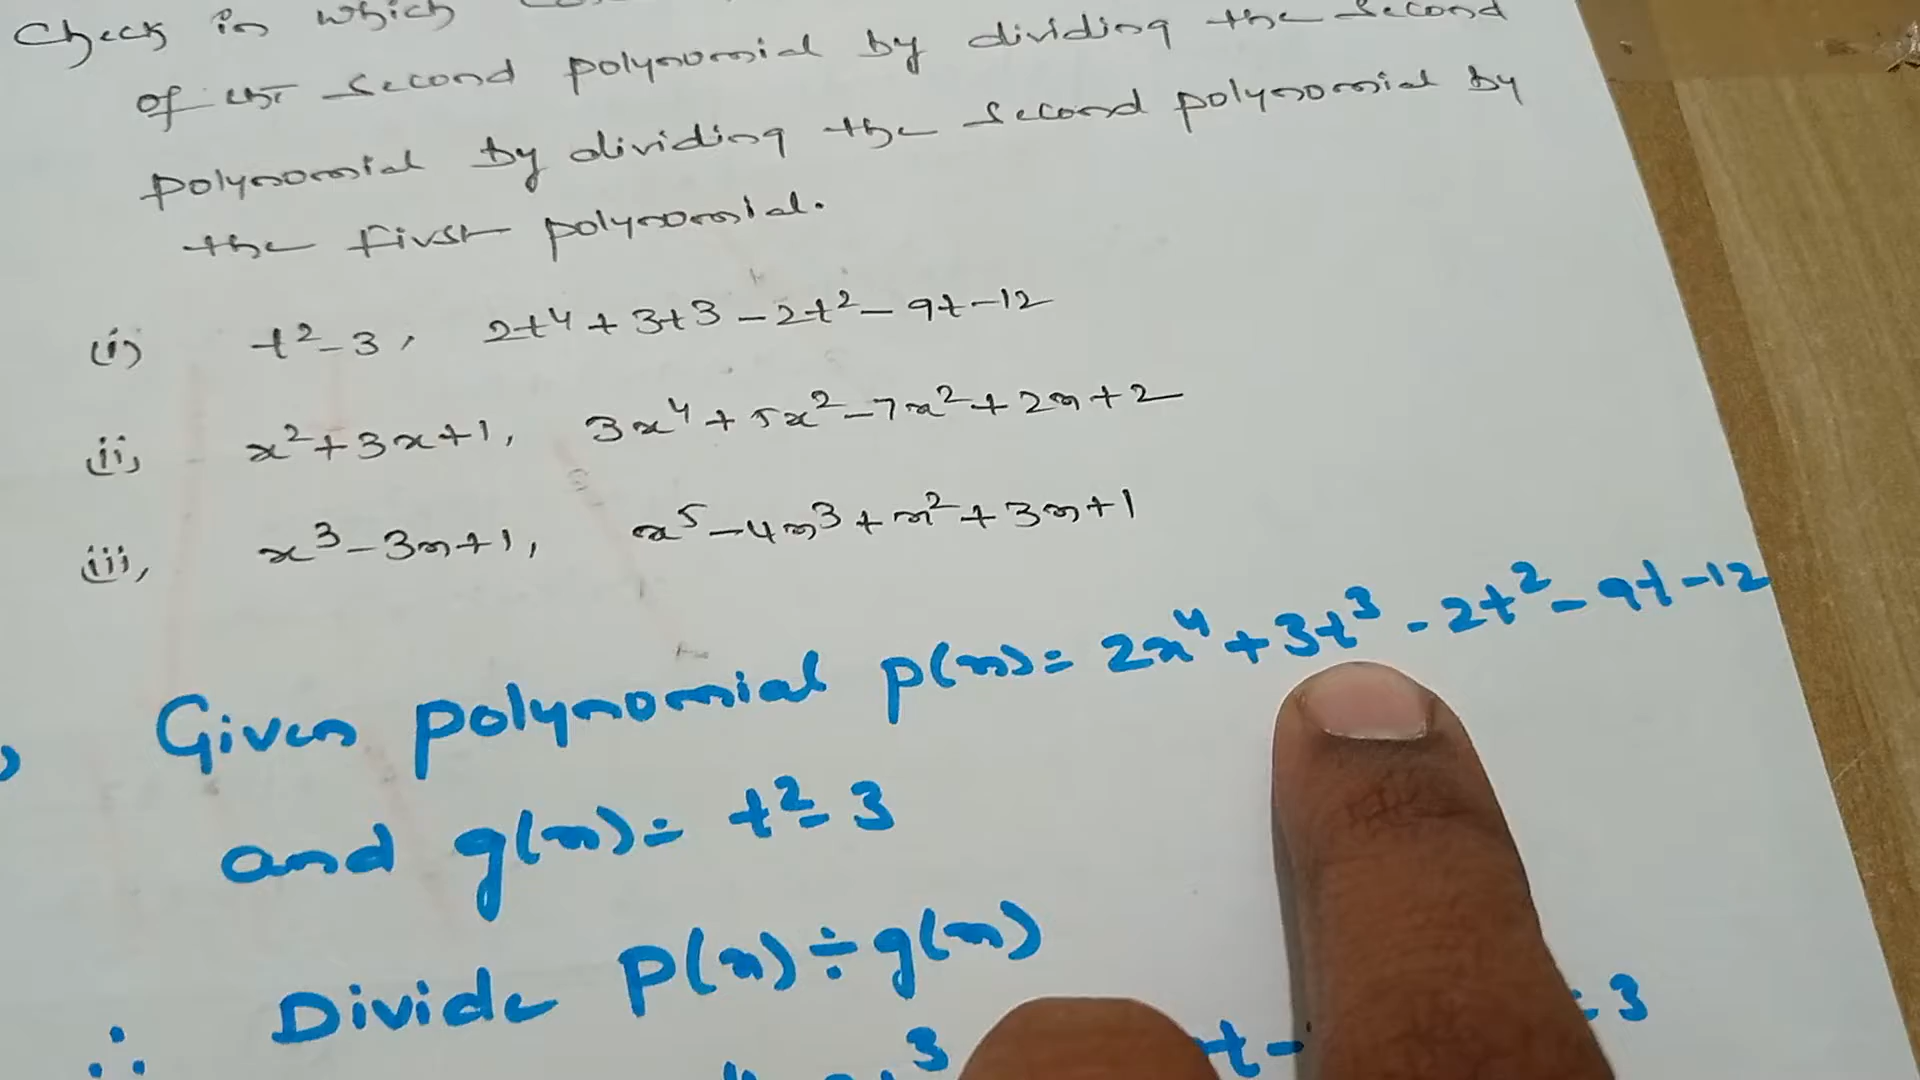 Check in which
of the second polynomial by dividing the second
polynomial by dividing the second polynomial by
the first polynomial.
(i) t²-3, 2t⁴+3t3-2t²-9t-12
(ii) x²+3x+1, 3x⁴+5x²-7x²+2x+2
(iii) x³-3x+1, x⁵-4x³+x²+3x+1
Given polynomial p(x)= 2x⁴+3t³-2t²-9t-12
and g(x)= t²-3
∴ Divide P(x)÷g(x)